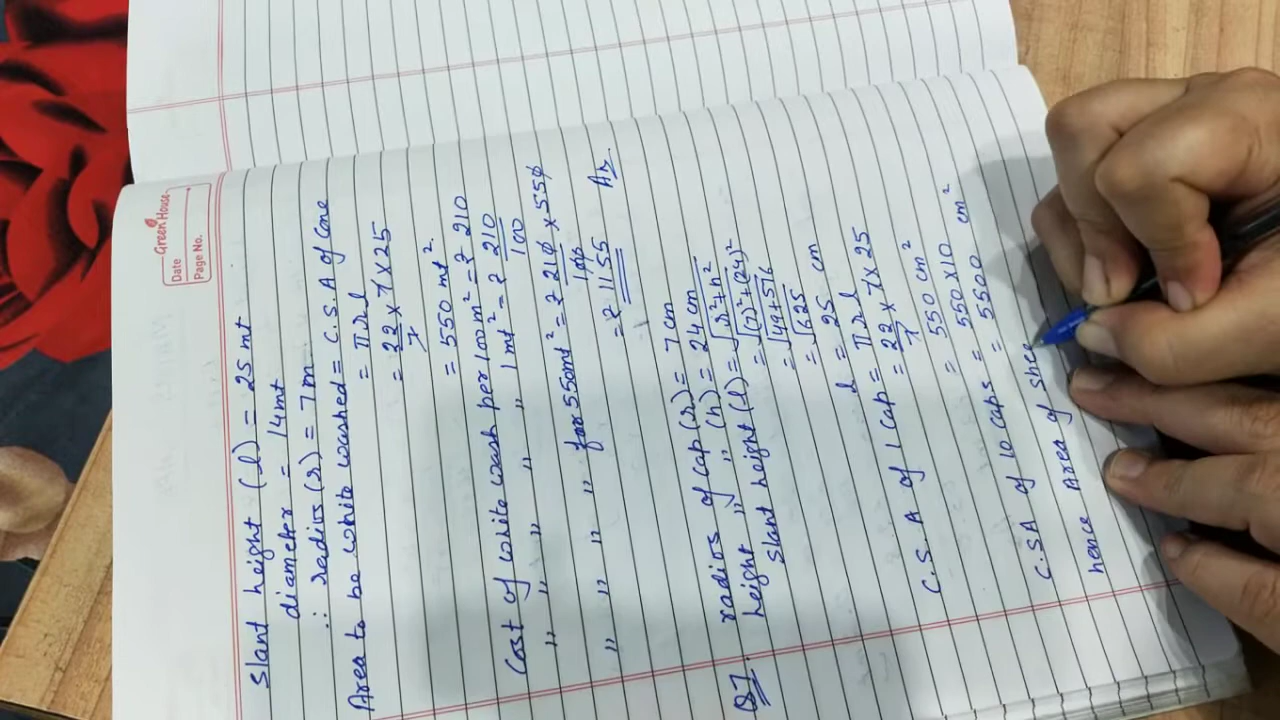 Green House
Date
Page No.
Slant height (l) = 25 mt
diameter = 14mt
∴ radios (r) = 7m
Area to be white washed = C.S.A of Cone
= πrl
= 22/7 x 7 x 25
= 550 mt².
Cost of white wash per 100m² = ₹ 210
" " " " 1mt² = ₹ 210/100
" " " " for 550mt² = ₹ 210/100 x 550
= ₹ 1155 Ans.
Q7. radios of cap (r) = 7 cm
height " " (h) = 24 cm
Slant height (l) = √r²+h²
= √(7)²+(24)²
= √49+576
= √625
l = 25 cm
C.S.A of 1 cap = πrl
= 22/7 x 7 x 25
= 550 cm²
C.SA of 10 caps = 550 x 10
= 5500 cm²
hence Area of shee